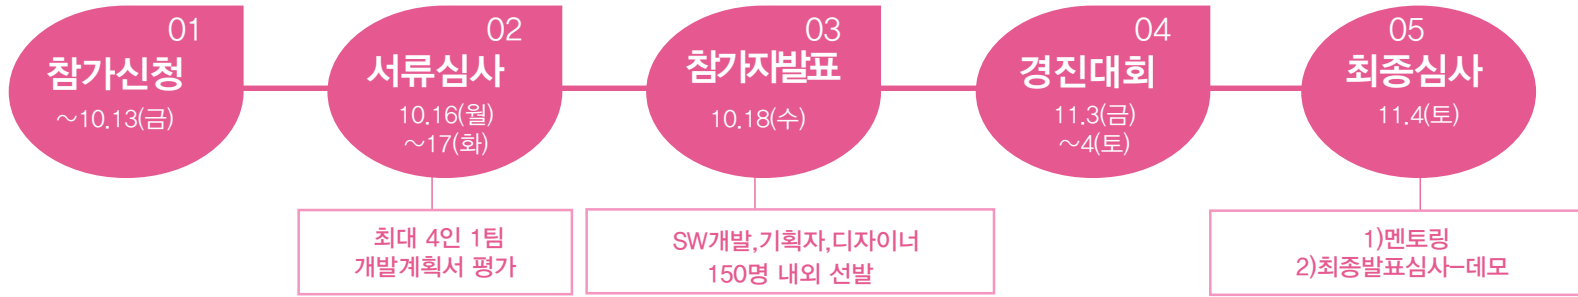 01
참가신청
~10.13(금)
02
서류심사
10.16(월)
~17(화)
최대 4인 1팀
개발계획서 평가
03
참가자발표
10.18(수)
SW개발,기획자,디자이너
150명 내외 선발
04
경진대회
11.3(금)
~4(토)
05
최종심사
11.4(토)
1)멘토링
2)최종발표심사-데모